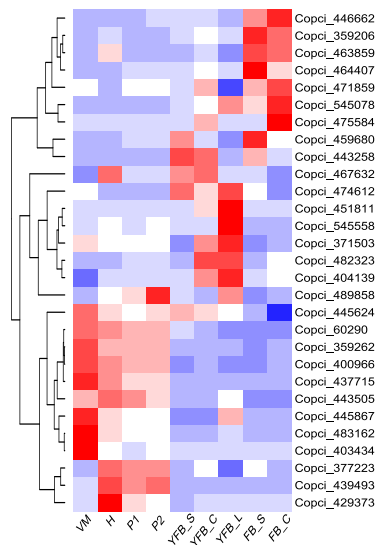 Copci_446662
Copci_359206
Copci_463859
Copci_464407
Copci_471859
Copci_545078
Copci_475584
Copci_459680
Copci_443258
Copci_467632
Copci_474612
Copci_451811
Copci_545558
Copci_371503
Copci_482323
Copci_404139
Copci_489858
Copci_445624
Copci_60290
Copci_359262
Copci_400966
Copci_437715
Copci_443505
Copci_445867
Copci_483162
Copci_403434
Copci_377223
Copci_439493
Copci_429373
VM H P1 P2 YFB_S YFB_C YFB_L FB_S FB_C